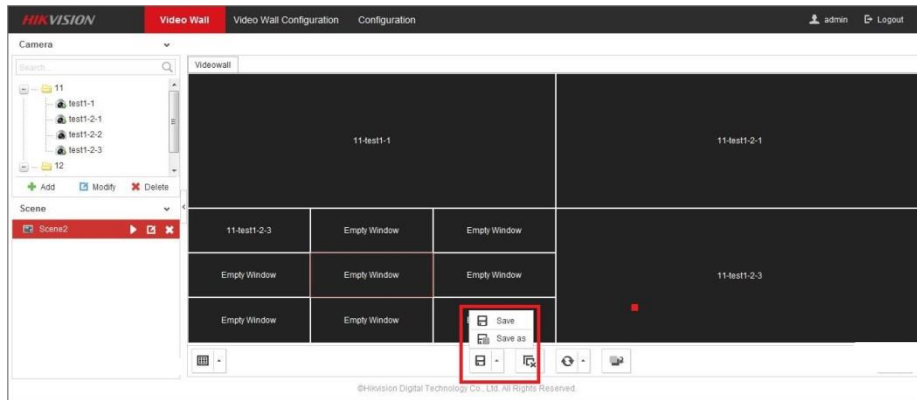 HIKVISION Video Wall Video Wall Configuration Configuration admin Logout
Camera
Search...
Videowall
11
test1-1
test1-2-1
test1-2-2
test1-2-3
12
Add Modify Delete
Scene
Scene2
11-test1-1 11-test1-2-1
11-test1-2-3 Empty Window Empty Window
Empty Window Empty Window Empty Window 11-test1-2-3
Empty Window Empty Window
Save
Save as
©Hikvision Digital Technology Co., Ltd. All Rights Reserved.